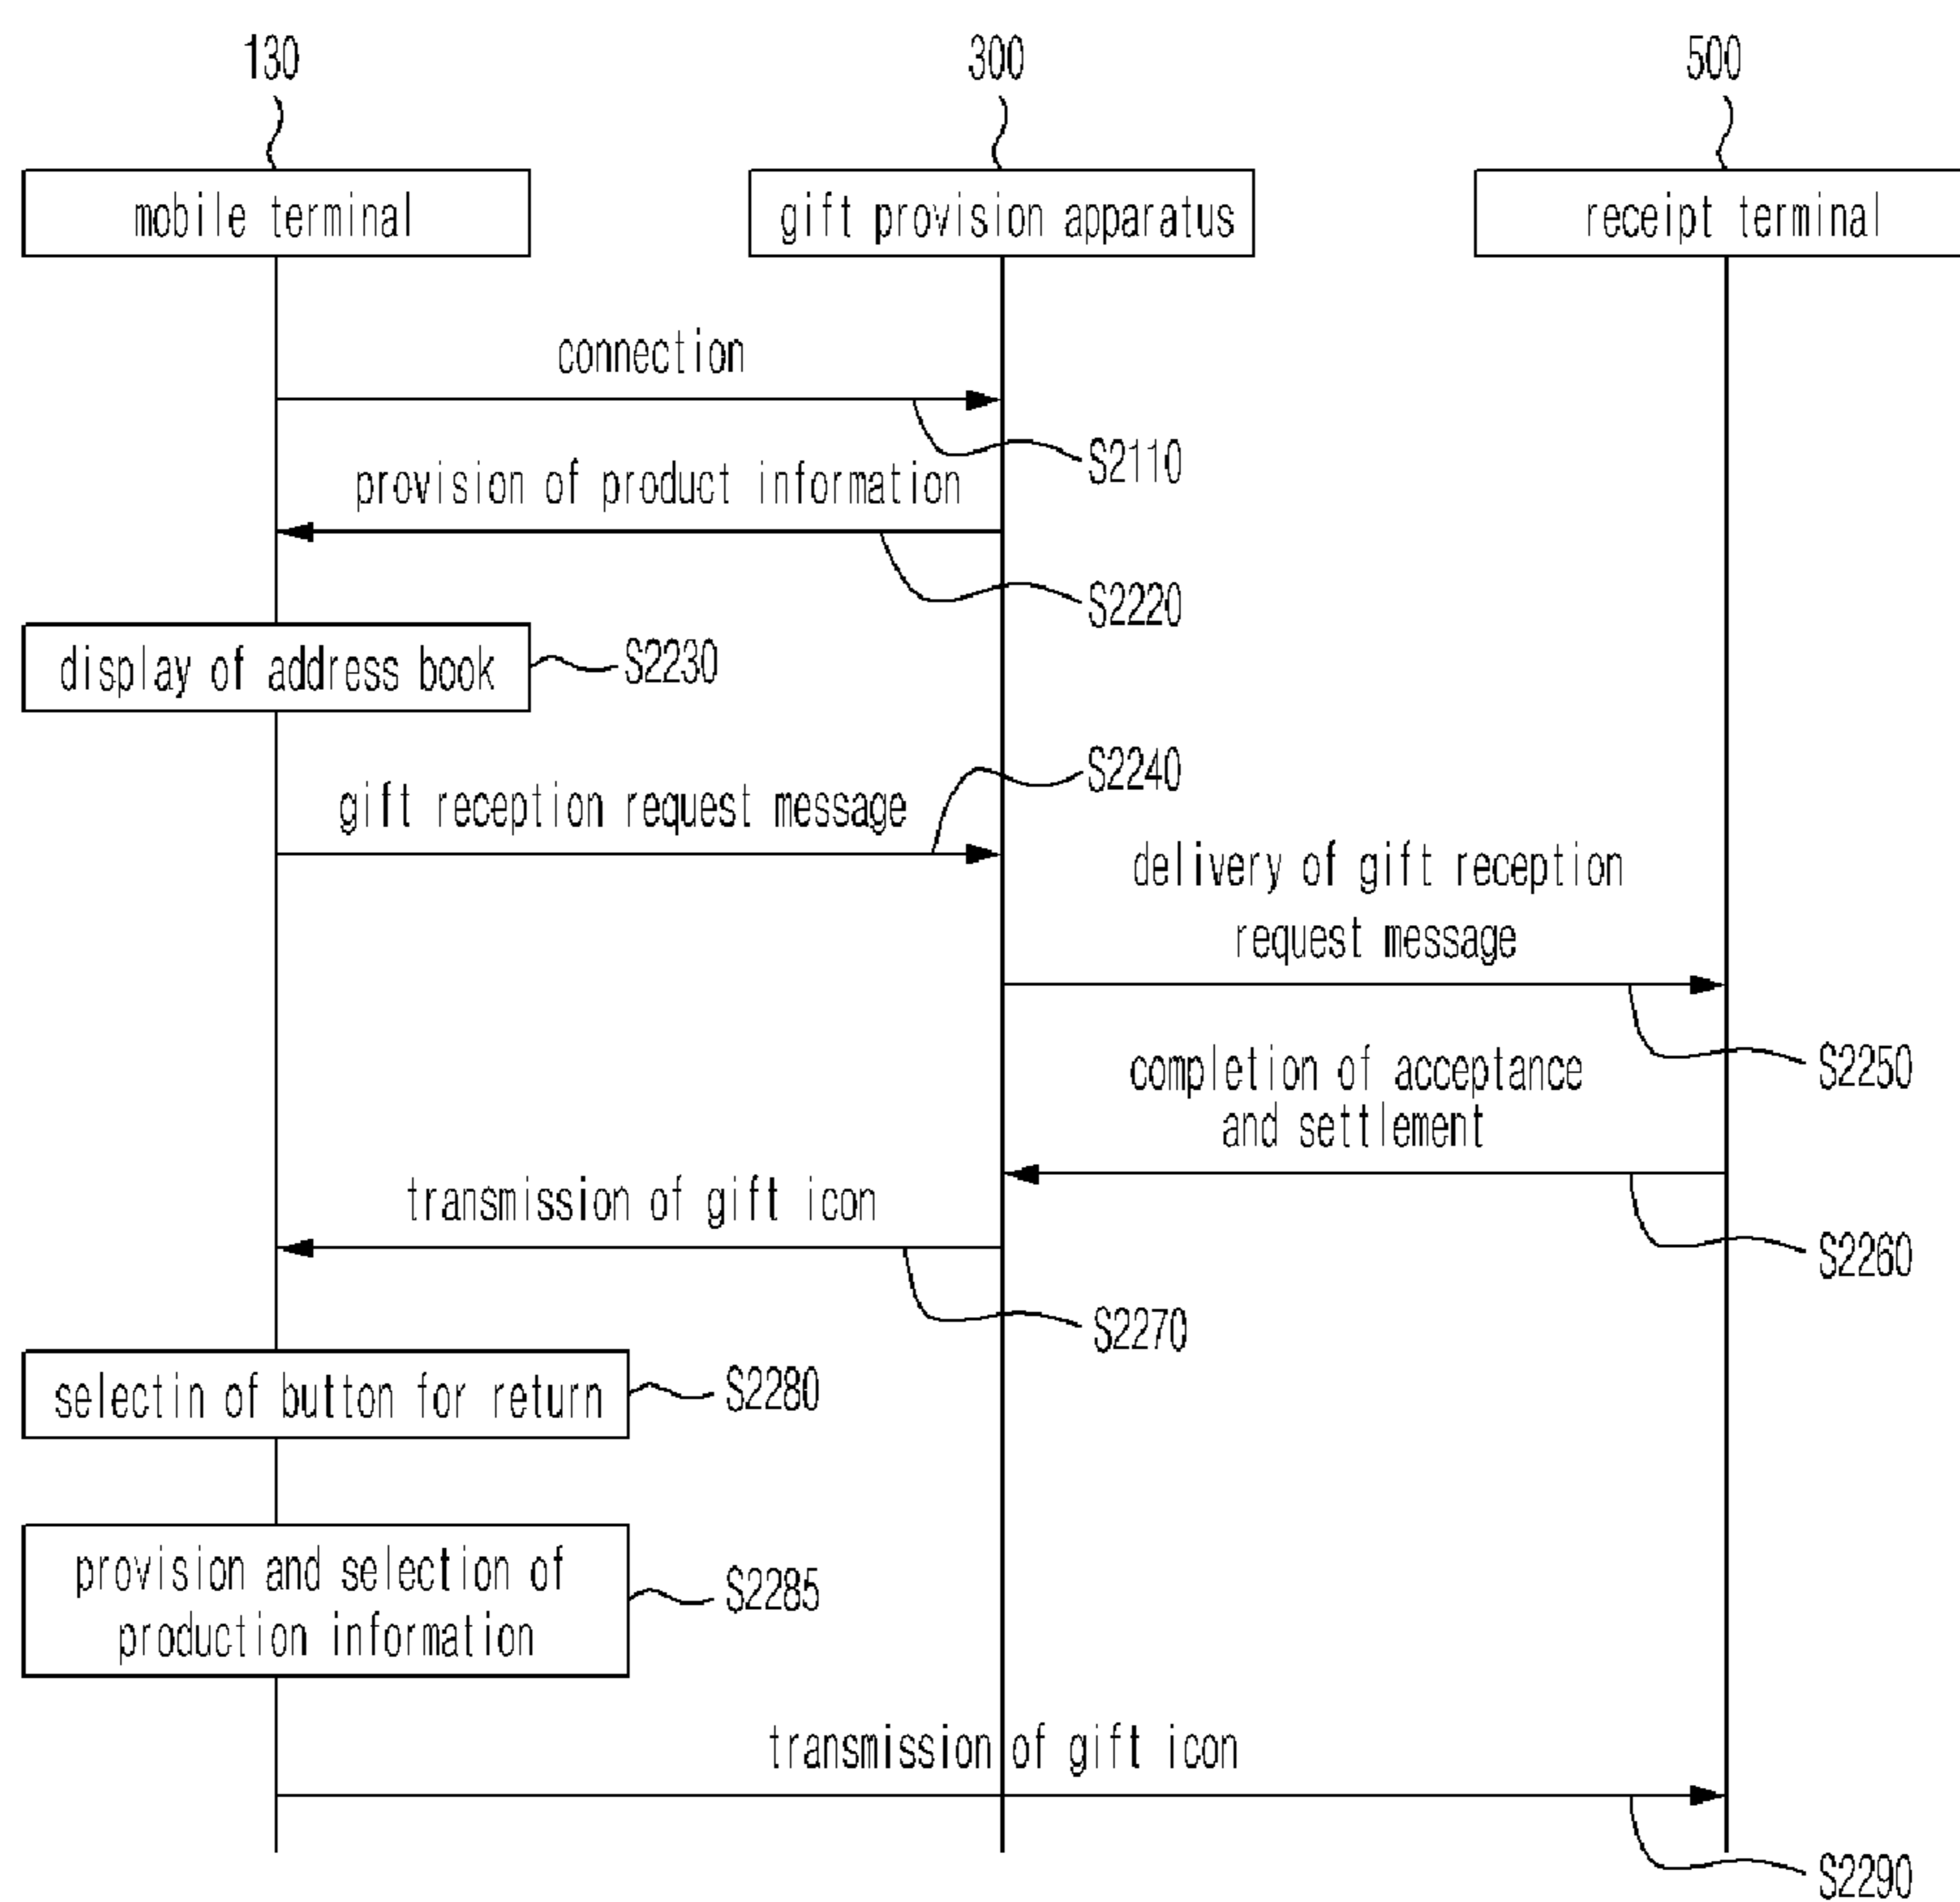 130
300
500
mobile terminal
gift provision apparatus
receipt terminal
connection
S2110
provision of product information
S2220
display of address book
S2230
S2240
gift reception request message
delivery of gift reception
request message
S2250
completion of acceptance
and settlement
S2260
transmission of gift icon
S2270
selectin of button for return
S2280
provision and selection of
production information
S2285
transmission of gift icon
S2290